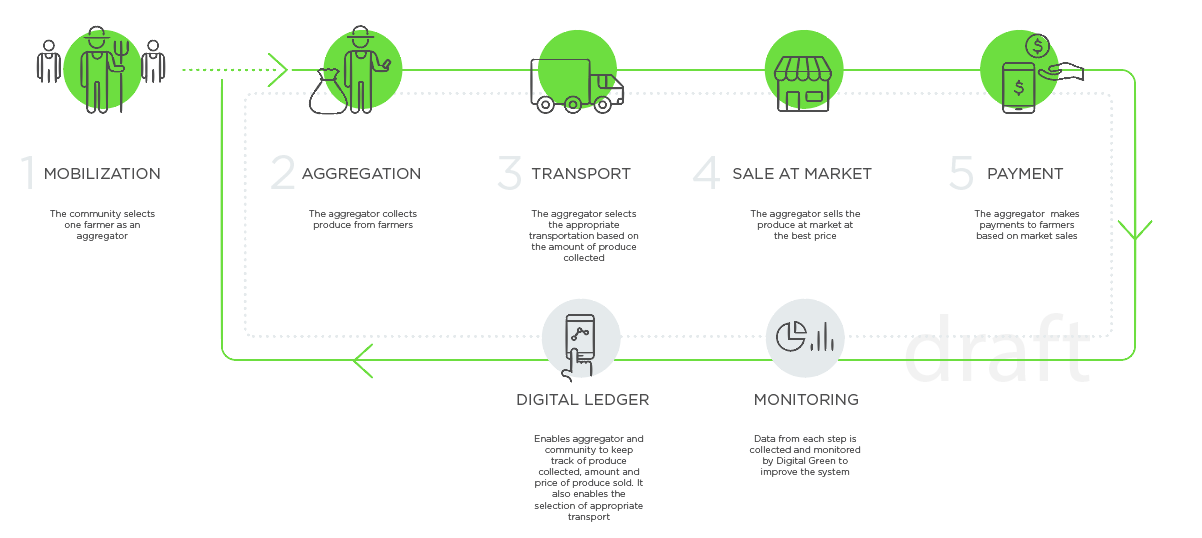 1 MOBILIZATION
The community selects
one farmer as an
aggregator
2 AGGREGATION
The aggregator collects
produce from farmers
3 TRANSPORT
The aggregator selects
the appropriate
transportation based on
the amount of produce
collected
4 SALE AT MARKET
The aggregator sells the
produce at market at
the best price
$
$
5 PAYMENT
The aggregator makes
payments to farmers
based on market sales
draft
DIGITAL LEDGER
Enables aggregator and
community to keep
track of produce
collected, amount and
price of produce sold. It
also enables the
selection of appropriate
transport
MONITORING
Data from each step is
collected and monitored
by Digital Green to
improve the system